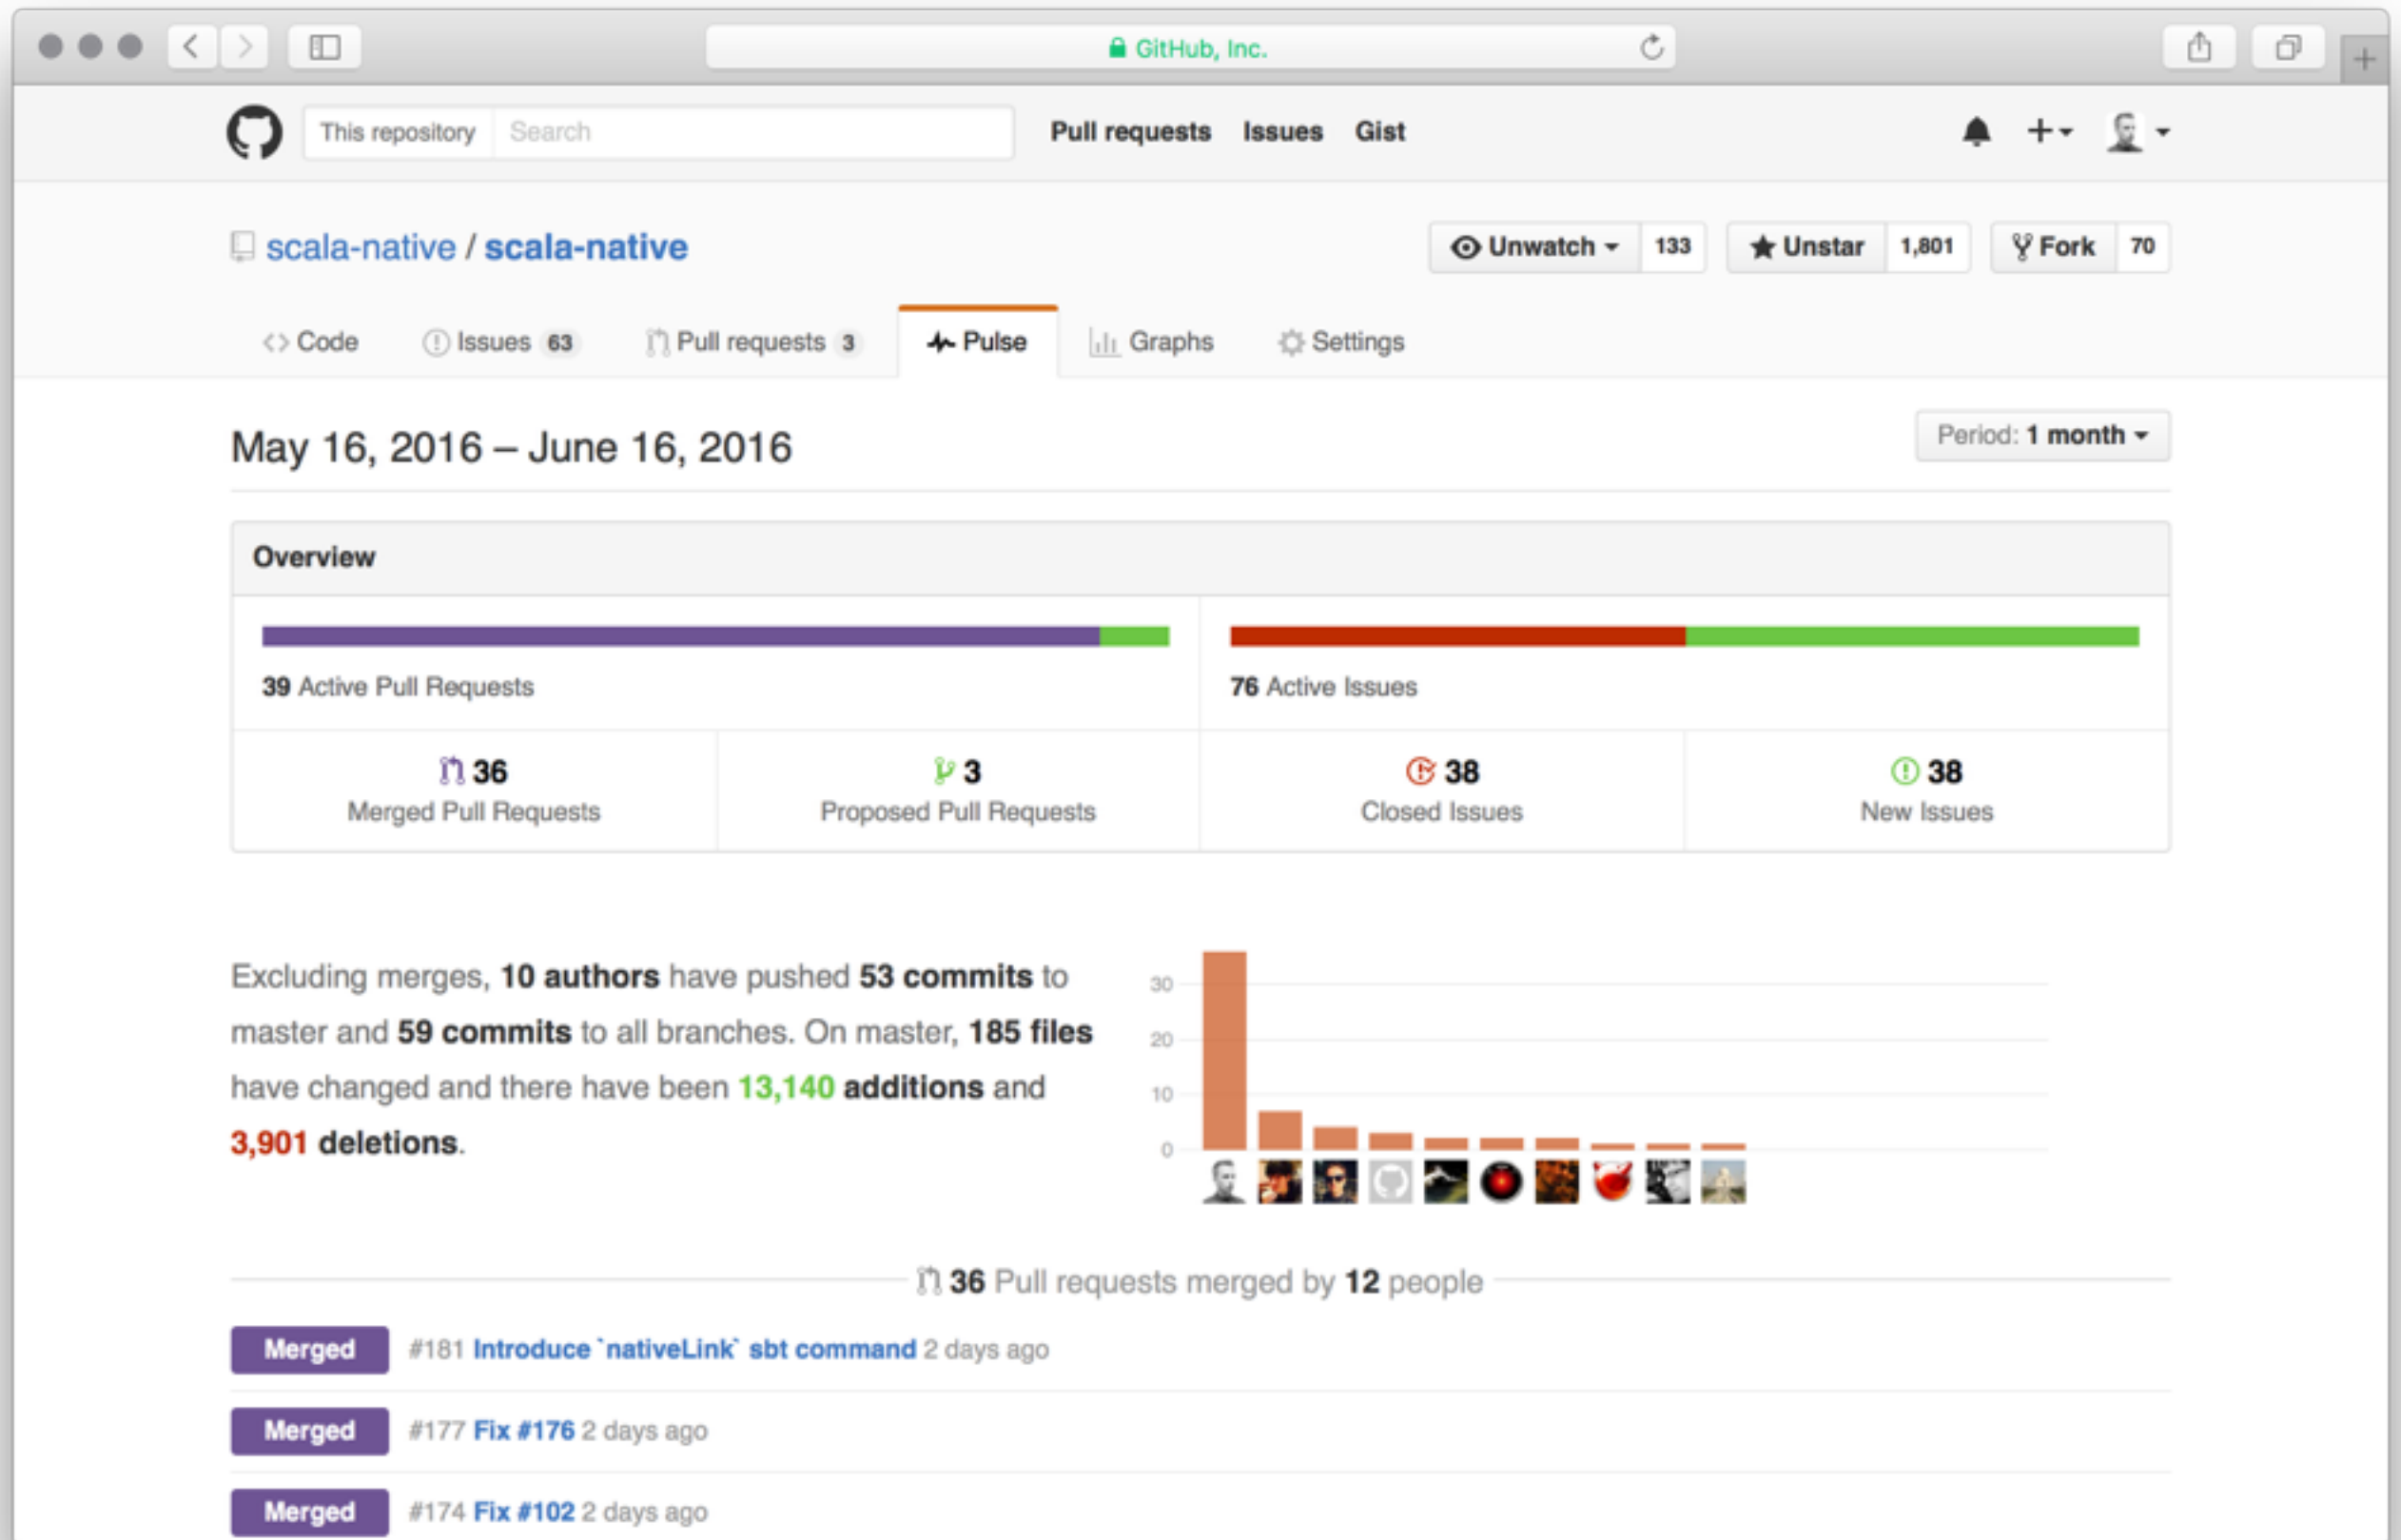 GitHub, Inc.
This repository Search Pull requests Issues Gist
scala-native / scala-native Unwatch 133 Unstar 1,801 Fork 70
Code Issues 63 Pull requests 3 Pulse Graphs Settings
May 16, 2016 – June 16, 2016 Period: 1 month
Overview
39 Active Pull Requests 76 Active Issues
36 3 38 38
Merged Pull Requests Proposed Pull Requests Closed Issues New Issues
Excluding merges, 10 authors have pushed 53 commits to
master and 59 commits to all branches. On master, 185 files
have changed and there have been 13,140 additions and
3,901 deletions.
30
20
10
0
36 Pull requests merged by 12 people
Merged #181 Introduce `nativeLink` sbt command 2 days ago
Merged #177 Fix #176 2 days ago
Merged #174 Fix #102 2 days ago